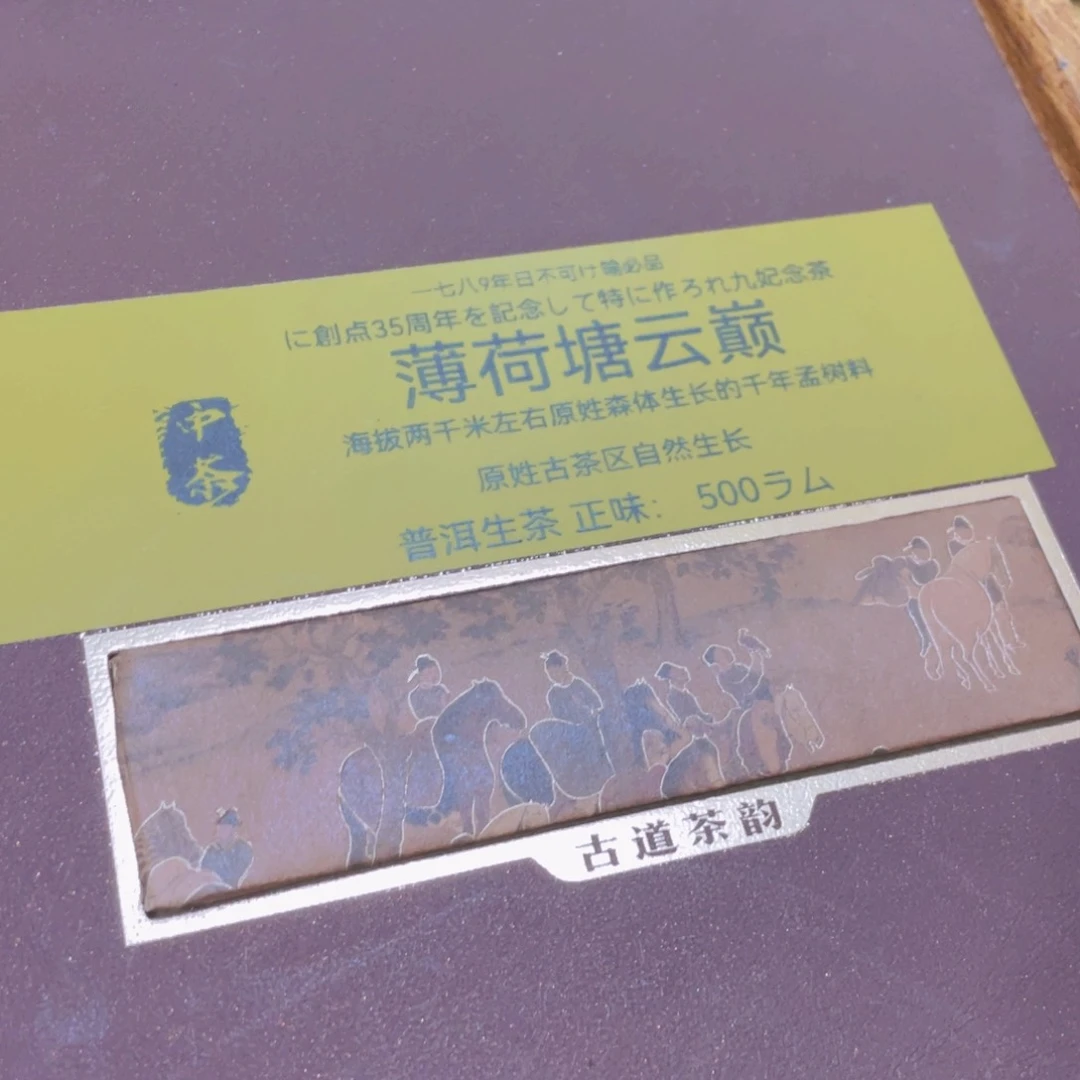 一七八9年日不可け輸必品
に創点35周年を記念して特に作ろれ九妃念茶
薄荷塘云巅
海拔两千米左右原姓森体生长的千年孟树料
原姓古茶区自然生长
普洱生茶 正味: 500ラム
中茶
古道茶韵